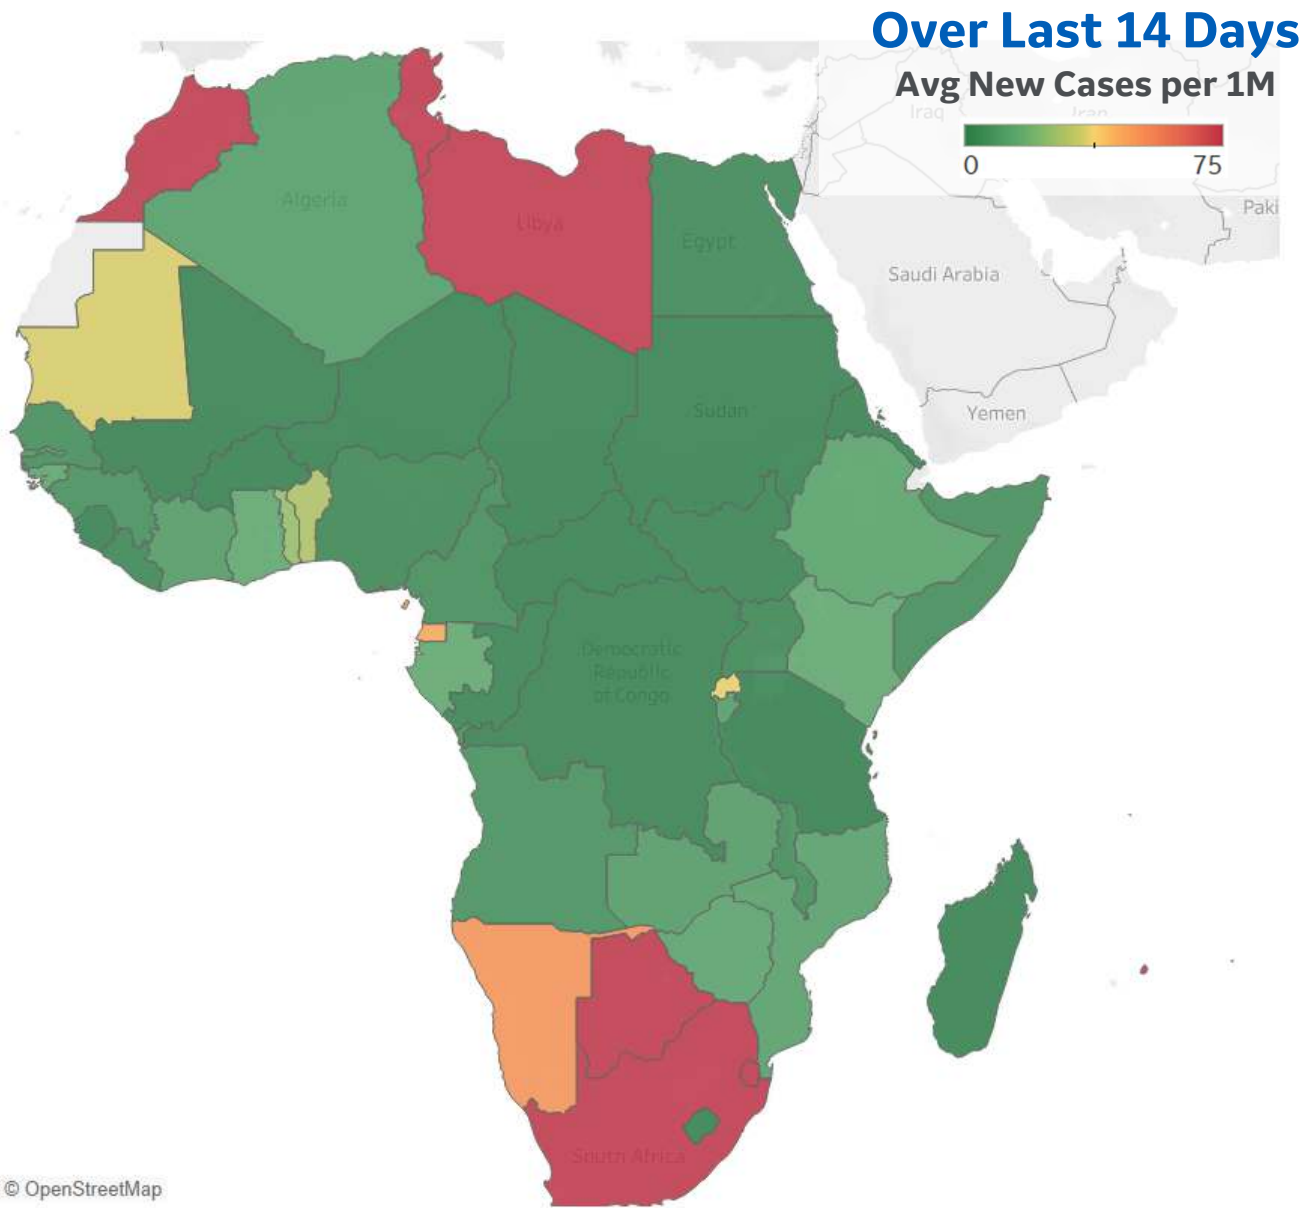 Over Last 14 Days
Avg New Cases per 1M
Iraq
Iran
0
75
Paki
Algeria
Libya
Egypt
Saudi Arabia
Sudan
Yemen
Democratic
Republic
of Congo
South Africa
© OpenStreetMap